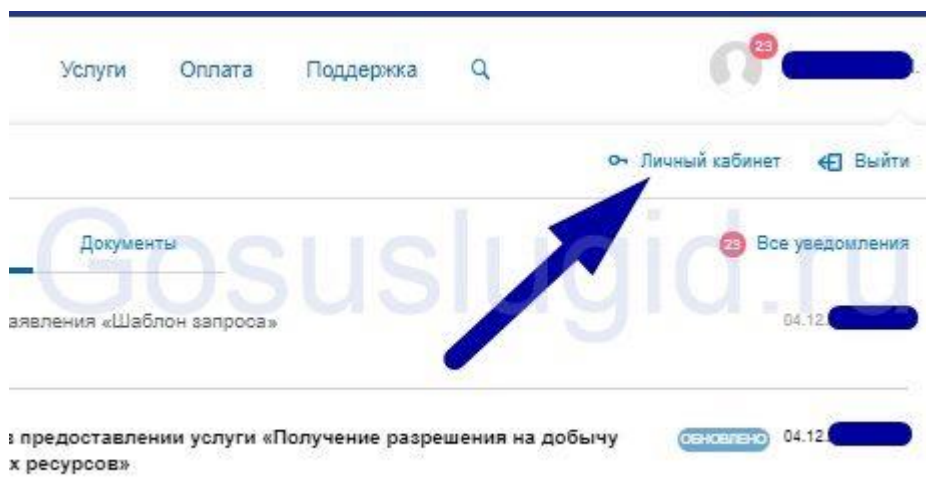 Услуги Оплата Поддержка 23
Личный кабинет Выйти
Документы 23 Все уведомления
Gosuslugid.ru
аявления «Шаблон запроса» 04.12.
в предоставлении услуги «Получение разрешения на добычу ОБНОВЛЕНО 04.12.
х ресурсов»